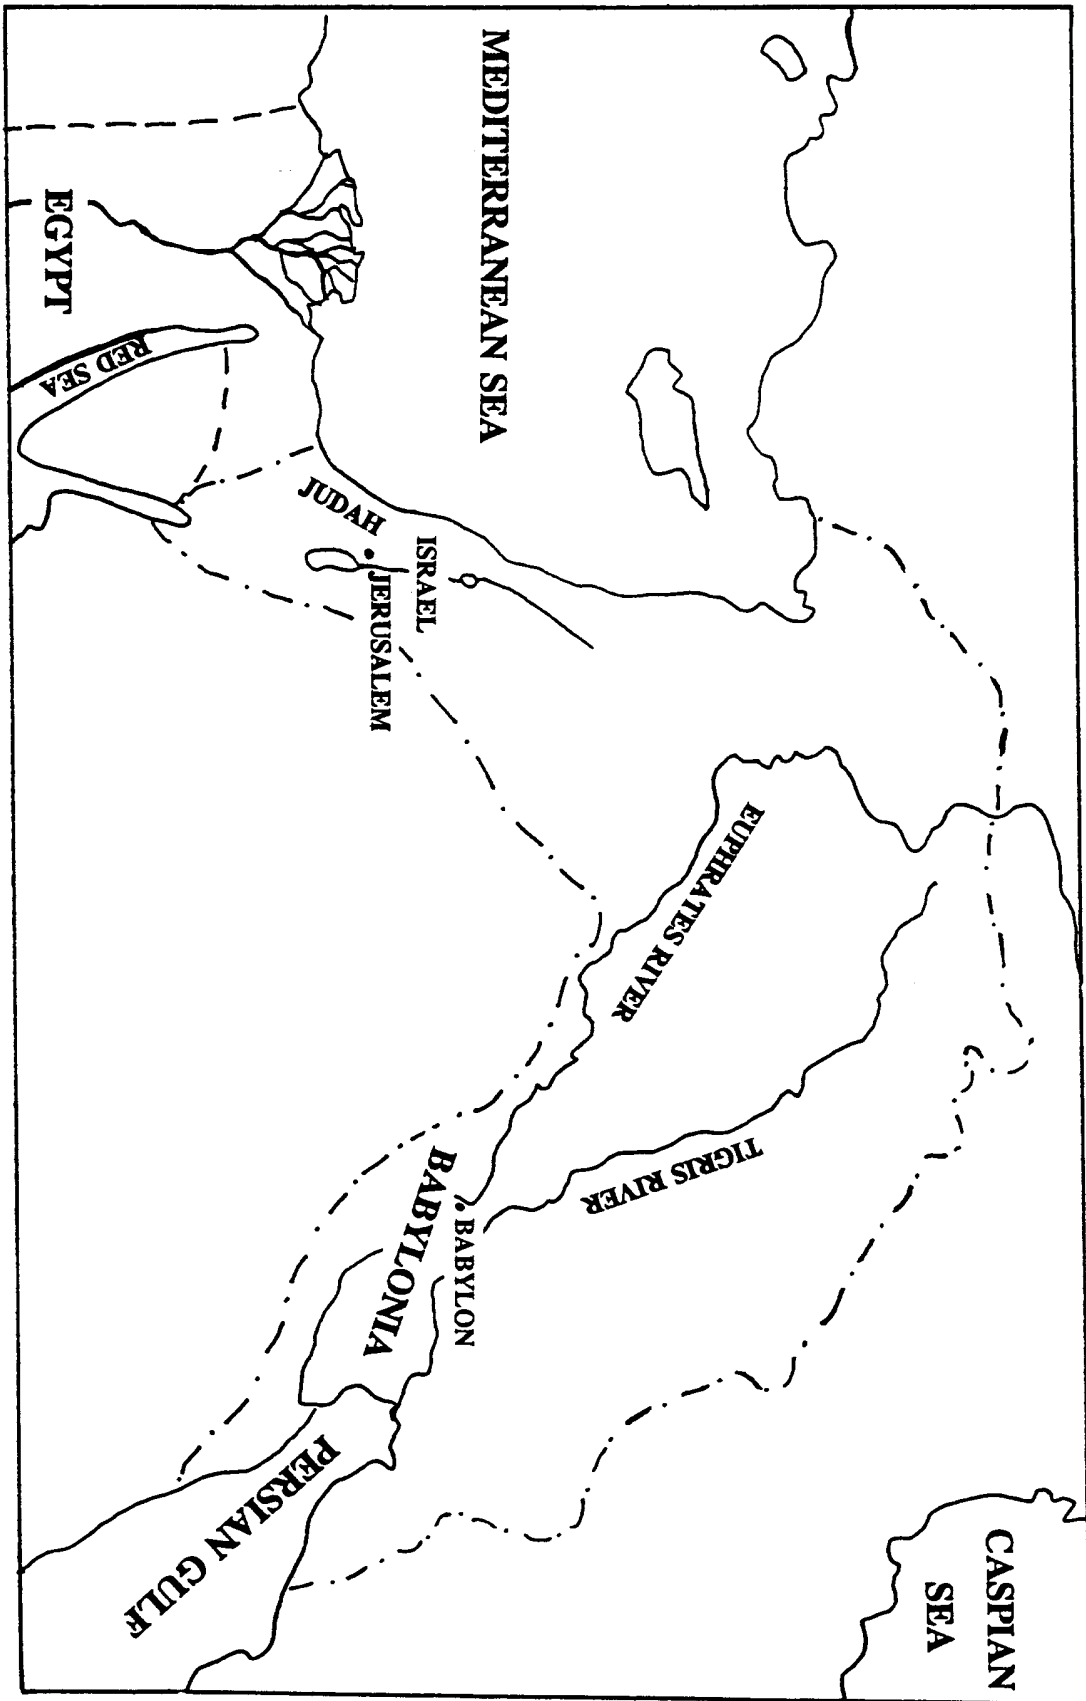 MEDITERRANEAN SEA
CASPIAN
SEA
EUPHRATES RIVER
TIGRIS RIVER
ISRAEL
JUDAH
JERUSALEM
BABYLON
BABYLONIA
EGYPT
RED SEA
PERSIAN GULF